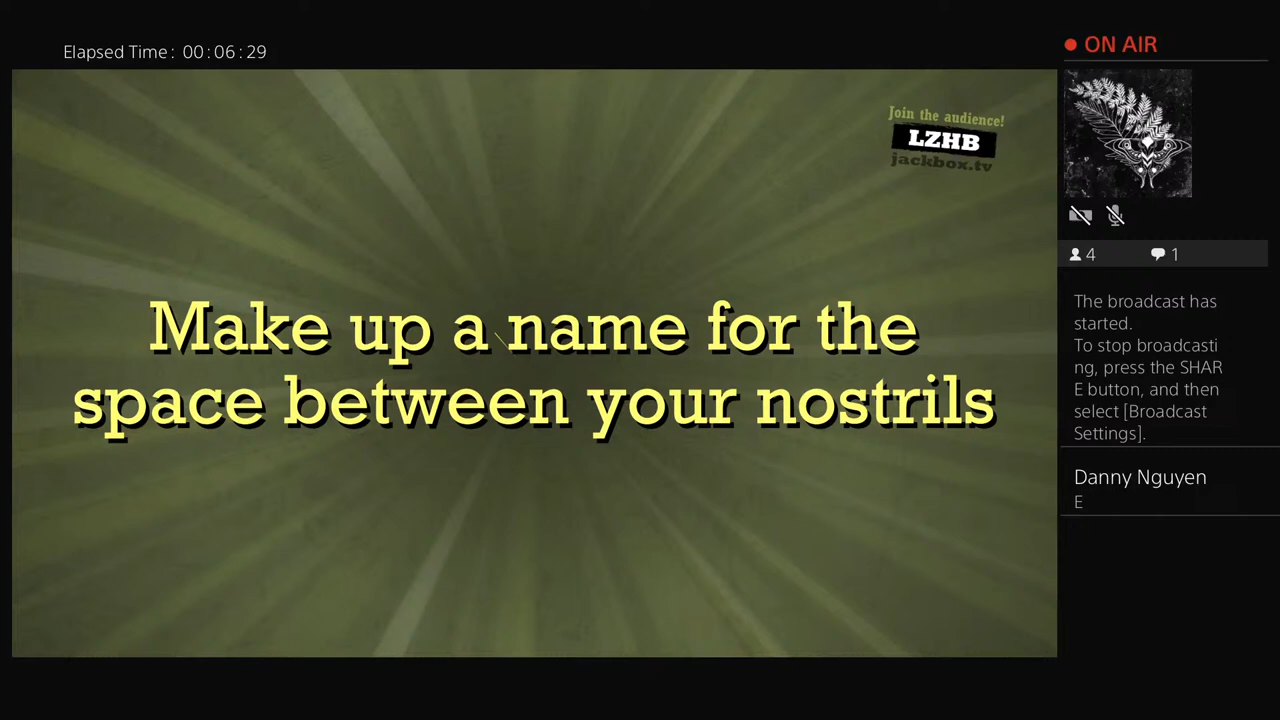 Elapsed Time: 00:06:29
ON AIR
Join the audience!
LZHB
jackbox.tv
4 1
Make up a name for the
space between your nostrils
The broadcast has
started.
To stop broadcasti
ng, press the SHAR
E button, and then
select [Broadcast
Settings].
Danny Nguyen
E